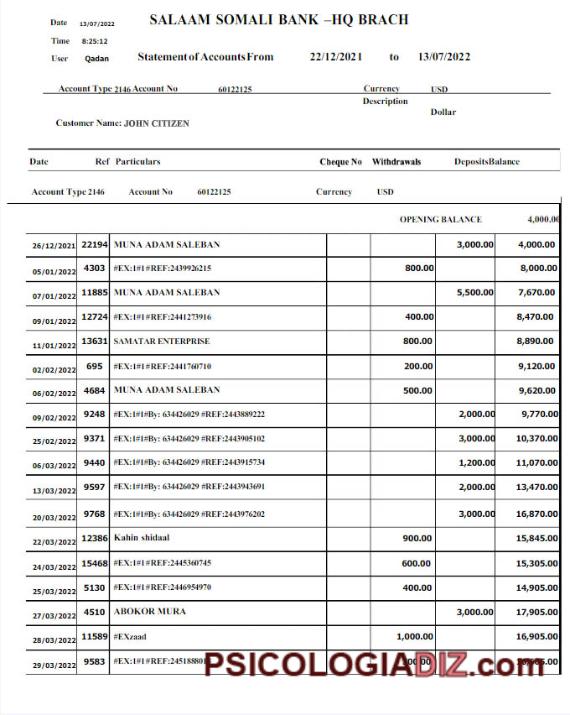 Date 13/07/2022 SALAAM SOMALI BANK –HQ BRACH
Time 8:25:12
User Qadan Statement of Accounts From 22/12/2021 to 13/07/2022
Account Type 2146 Account No 60122125 Currency USD
Description
Dollar
Customer Name: JOHN CITIZEN
Date Ref Particulars Cheque No Withdrawals DepositsBalance
Account Type 2146 Account No 60122125 Currency USD
OPENING BALANCE 4,000.00
26/12/2021 22194 MUNA ADAM SALEBAN 3,000.00 4,000.00
05/01/2022 4303 #EX:1#1#REF:2439926215 800.00 8,000.00
07/01/2022 11885 MUNA ADAM SALEBAN 5,500.00 7,670.00
09/01/2022 12724 #EX:1#1#REF:2441273916 400.00 8,470.00
11/01/2022 13631 SAMATAR ENTERPRISE 800.00 8,890.00
02/02/2022 695 #EX:1#1#REF:2441760710 200.00 9,120.00
06/02/2022 4684 MUNA ADAM SALEBAN 500.00 9,620.00
09/02/2022 9248 #EX:1#1#By: 634426029 #REF:2443889222 2,000.00 9,770.00
25/02/2022 9371 #EX:1#1#By: 634426029 #REF:2443905102 3,000.00 10,370.00
06/03/2022 9440 #EX:1#1#By: 634426029 #REF:2443915734 1,200.00 11,070.00
13/03/2022 9597 #EX:1#1#By: 634426029 #REF:2443943691 2,000.00 13,470.00
20/03/2022 9768 #EX:1#1#By: 634426029 #REF:2443976202 3,000.00 16,870.00
22/03/2022 12386 Kahin shidaal 900.00 15,845.00
24/03/2022 15468 #EX:1#1#REF:2445360745 600.00 15,305.00
25/03/2022 5130 #EX:1#1#REF:2446954970 400.00 14,905.00
27/03/2022 4510 ABOKOR MURA 3,000.00 17,905.00
28/03/2022 11589 #EXzaad 1,000.00 16,905.00
29/03/2022 9583
PSICOLOGIADIZ.com